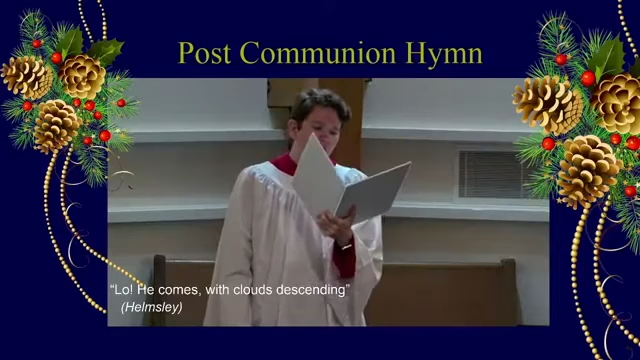 Post Communion Hymn
"Lo! He comes, with clouds descending"
(Helmsley)